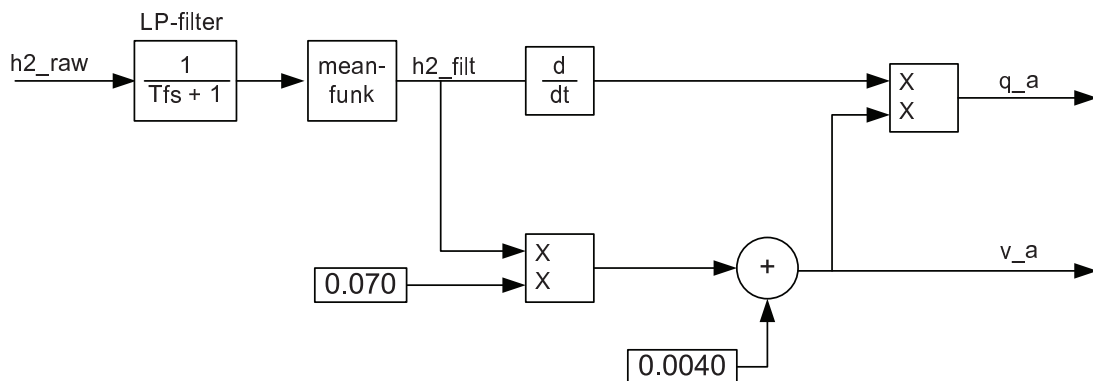 LP-filter
h2_raw
1
Tfs + 1
mean-
funk
h2_filt
d
dt
X
X
q_a
X
X
+
v_a
0.070
0.0040